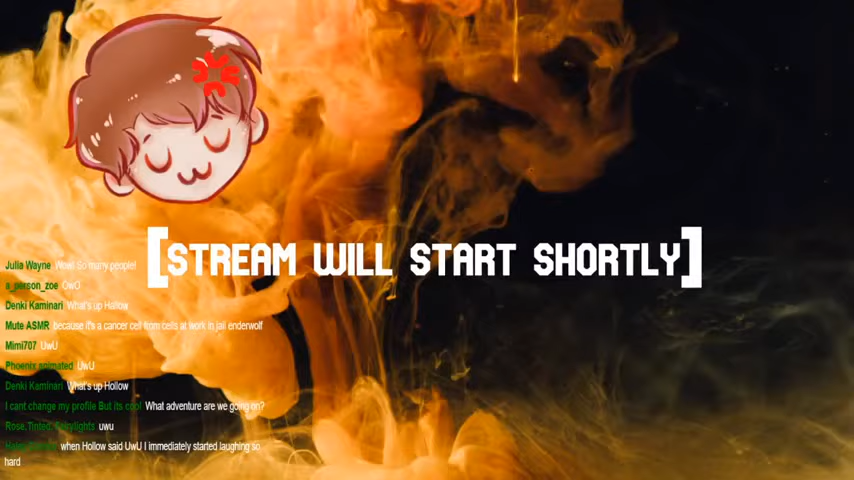 [STREAM WILL START SHORTLY]
Julia Wayne Wow! So many people!
a_person_zoe OwO
Denki Kaminari What's up Hallow
Mute ASMR because it's a cancer cell from cells at work in jail enderwolf
Mimi707 UwU
Phoenix animated UwU
Denki Kaminari What's up Hollow
I cant change my profile But its cool What adventure are we going on?
Rose.Tinted. uwu
when Hollow said UwU I immediately started laughing so
hard